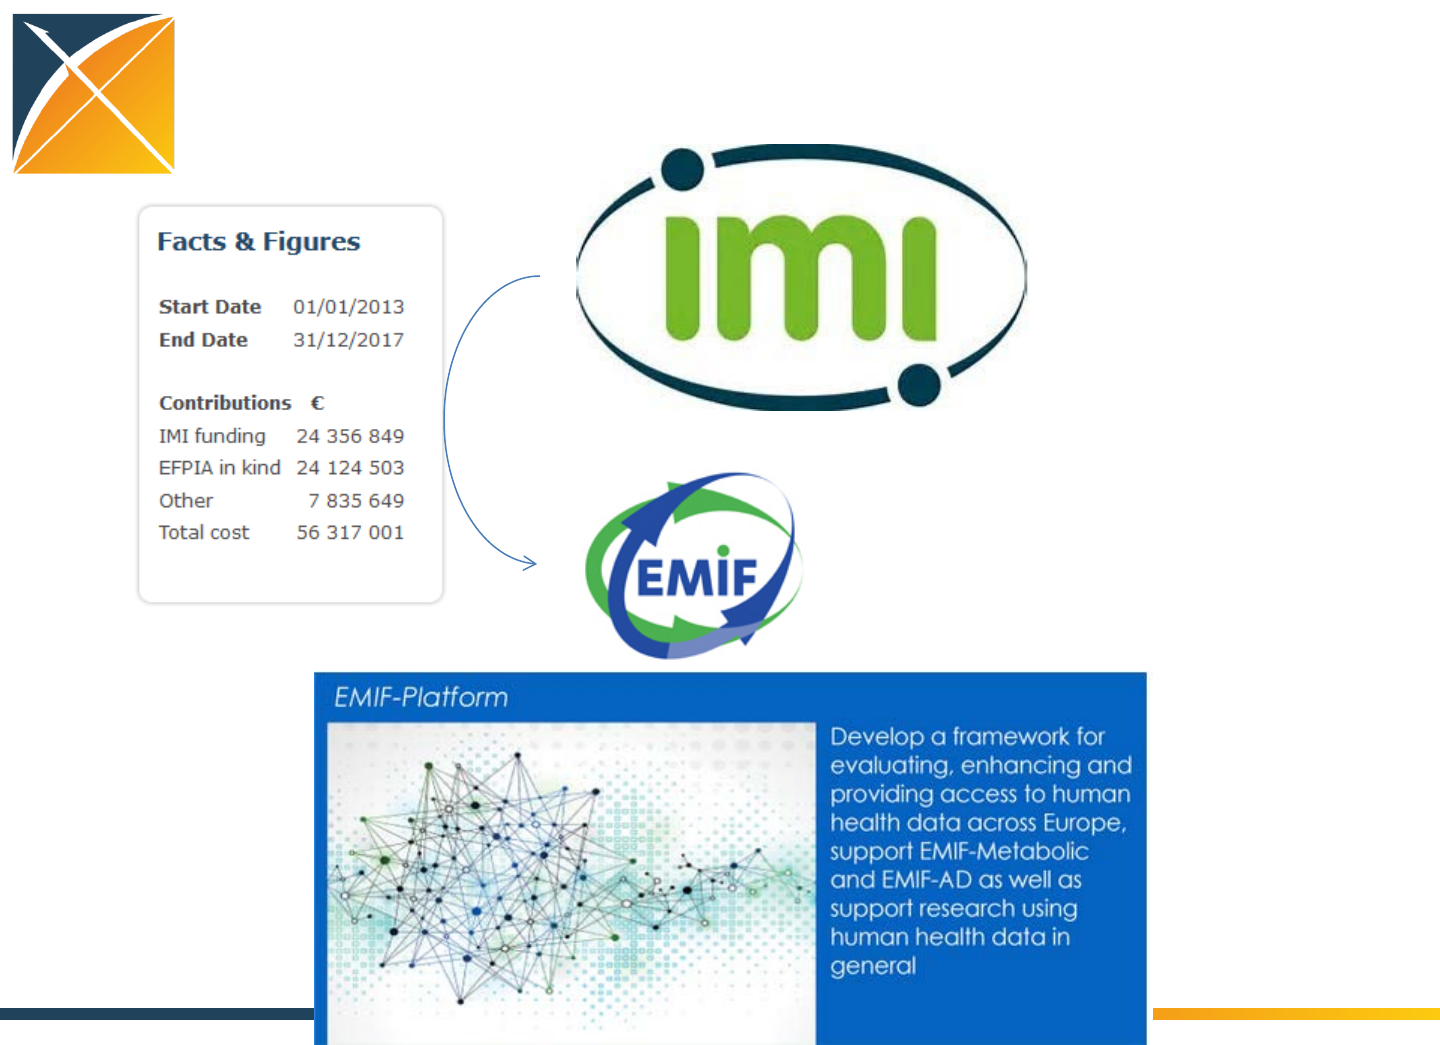 Facts & Figures
Start Date 01/01/2013
End Date 31/12/2017
Contributions €
IMI funding 24 356 849
EFPIA in kind 24 124 503
Other 7 835 649
Total cost 56 317 001
imi
EMiF
EMIF-Platform
Develop a framework for
evaluating, enhancing and
providing access to human
health data across Europe,
support EMIF-Metabolic
and EMIF-AD as well as
support research using
human health data in
general